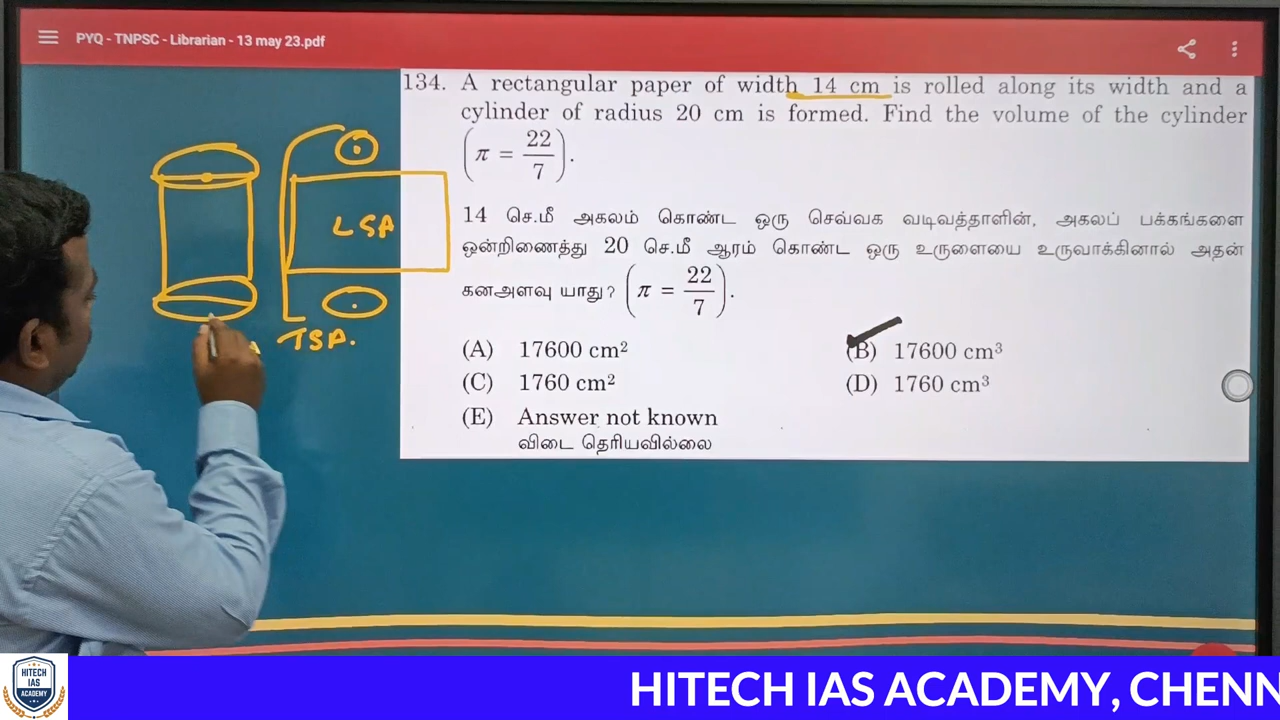 PYQ - TNPSC - Librarian - 13 may 23.pdf
134. A rectangular paper of width 14 cm is rolled along its width and a
cylinder of radius 20 cm is formed. Find the volume of the cylinder
(π = 22/7).
14 செ.மீ அகலம் கொண்ட ஒரு செவ்வக வடிவத்தாளின், அகலப் பக்கங்களை
ஒன்றிணைத்து 20 செ.மீ ஆரம் கொண்ட ஒரு உருளையை உருவாக்கினால் அதன்
கனஅளவு யாது? (π = 22/7).
(A) 17600 cm² (B) 17600 cm³
(C) 1760 cm² (D) 1760 cm³
(E) Answer not known
விடை தெரியவில்லை
LSA
TSA.
HITECH IAS ACADEMY
HITECH IAS ACADEMY, CHENN